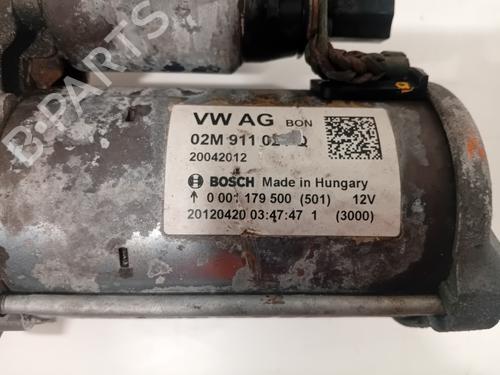 B-PARTS
VW AG BON
02M 911
20042012
BOSCH Made in Hungary
0 001 179 500 (501) 12V
20120420 03:47:47 1 (3000)